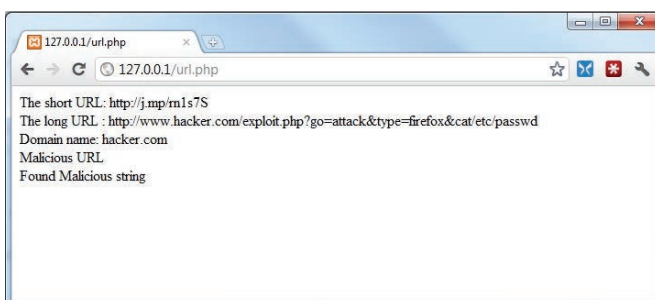 127.0.0.1/url.php
127.0.0.1/url.php
The short URL: http://j.mp/rn1s7S
The long URL : http://www.hacker.com/exploit.php?go=attack&type=firefox&cat/etc/passwd
Domain name: hacker.com
Malicious URL
Found Malicious string